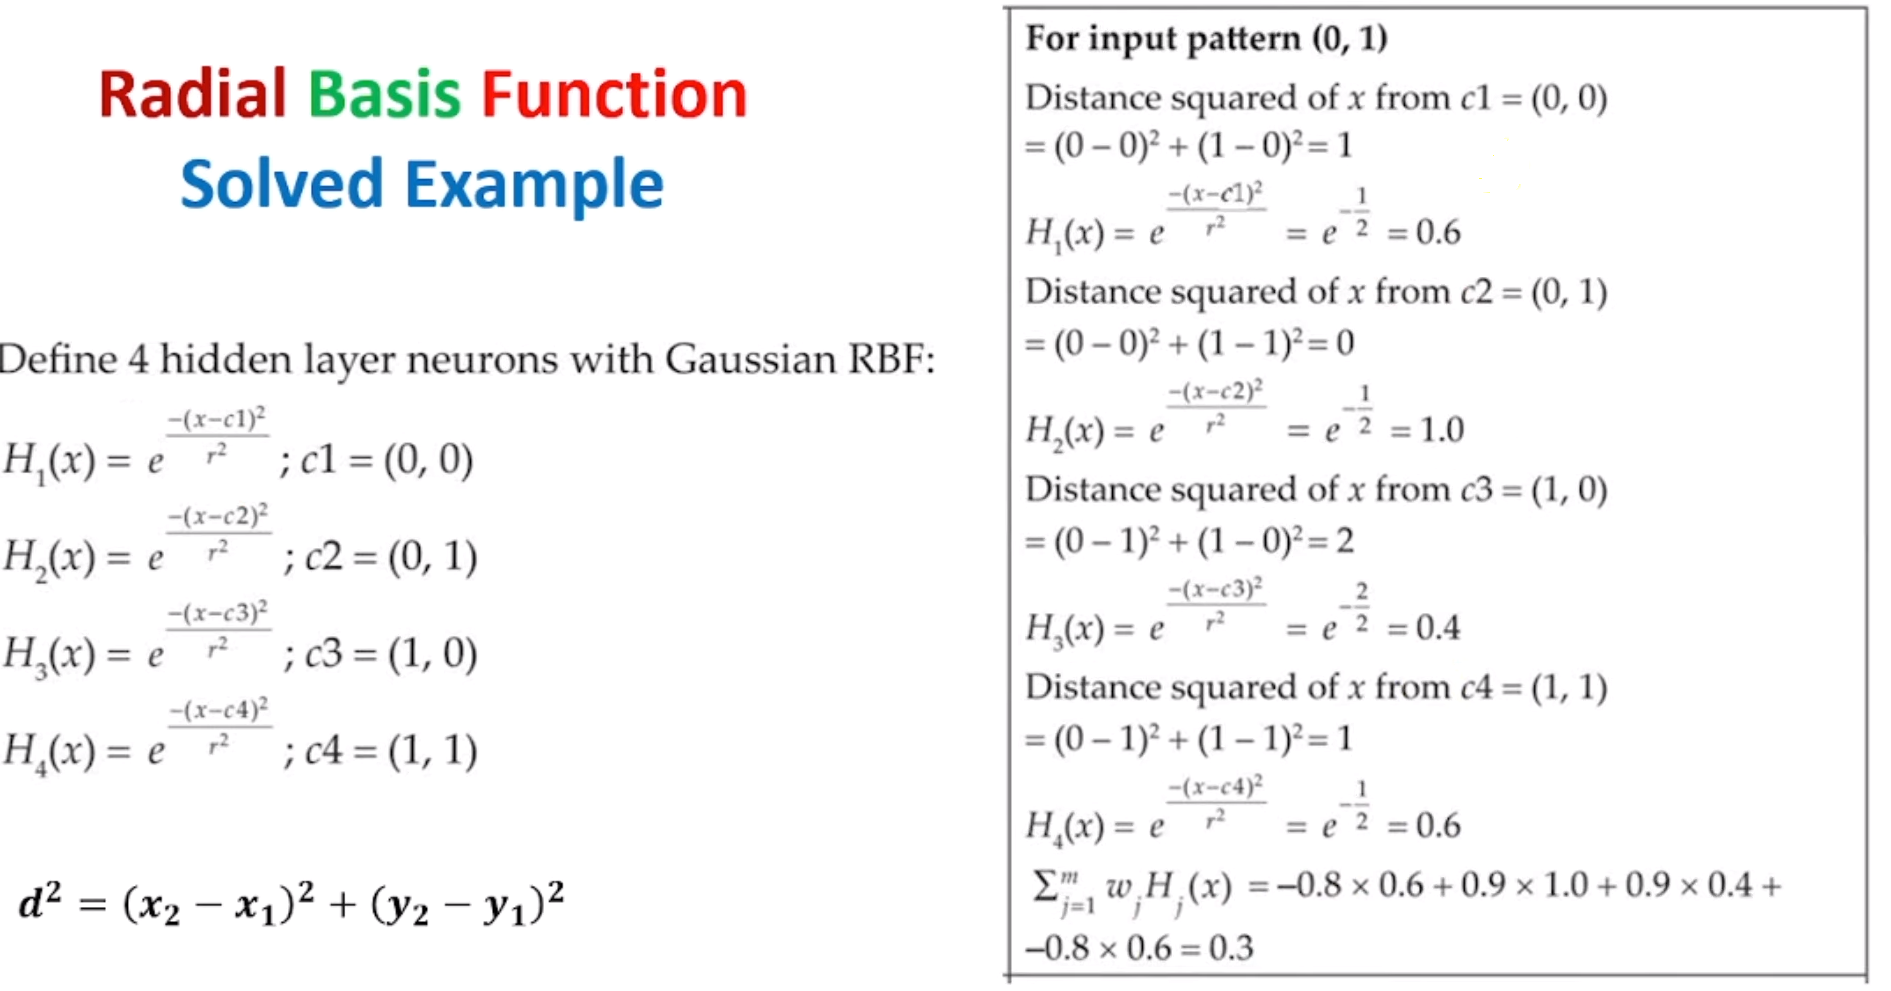 Radial Basis Function
Solved Example
Define 4 hidden layer neurons with Gaussian RBF:
H₁(x) = e^(−(x−c1)²/r²) ; c1 = (0, 0)
H₂(x) = e^(−(x−c2)²/r²) ; c2 = (0, 1)
H₃(x) = e^(−(x−c3)²/r²) ; c3 = (1, 0)
H₄(x) = e^(−(x−c4)²/r²) ; c4 = (1, 1)
d² = (x₂ − x₁)² + (y₂ − y₁)²
For input pattern (0, 1)
Distance squared of x from c1 = (0, 0)
= (0 – 0)² + (1 – 0)² = 1
H₁(x) = e^(−(x−c1)²/r²) = e^(−1/2) = 0.6
Distance squared of x from c2 = (0, 1)
= (0 – 0)² + (1 – 1)² = 0
H₂(x) = e^(−(x−c2)²/r²) = e^(−1/2) = 1.0
Distance squared of x from c3 = (1, 0)
= (0 – 1)² + (1 – 0)² = 2
H₃(x) = e^(−(x−c3)²/r²) = e^(−2/2) = 0.4
Distance squared of x from c4 = (1, 1)
= (0 – 1)² + (1 – 1)² = 1
H₄(x) = e^(−(x−c4)²/r²) = e^(−1/2) = 0.6
∑ᵐⱼ₌₁ wⱼHⱼ(x) = –0.8 × 0.6 + 0.9 × 1.0 + 0.9 × 0.4 +
–0.8 × 0.6 = 0.3